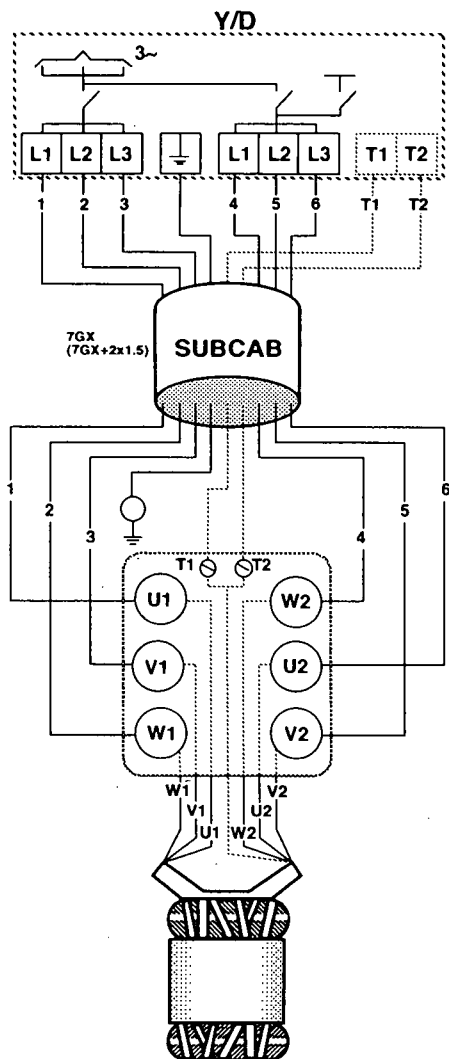 Y/D
3~
L1 L2 L3 L1 L2 L3 T1 T2
1 2 3 4 5 6 T1 T2
7GX
(7GX+2x1.5)
SUBCAB
1 2 3 4 5 6
T1 T2
U1 W2
V1 U2
W1 V2
W1 V2
V1 U2
U1 W2